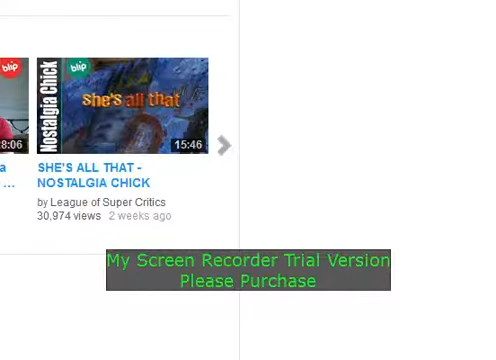 blip
Nostalgia Chick
blip
She's all that
8:06
15:46
a
...
SHE'S ALL THAT -
NOSTALGIA CHICK
by League of Super Critics
30,974 views 2 weeks ago
My Screen Recorder Trial Version
Please Purchase